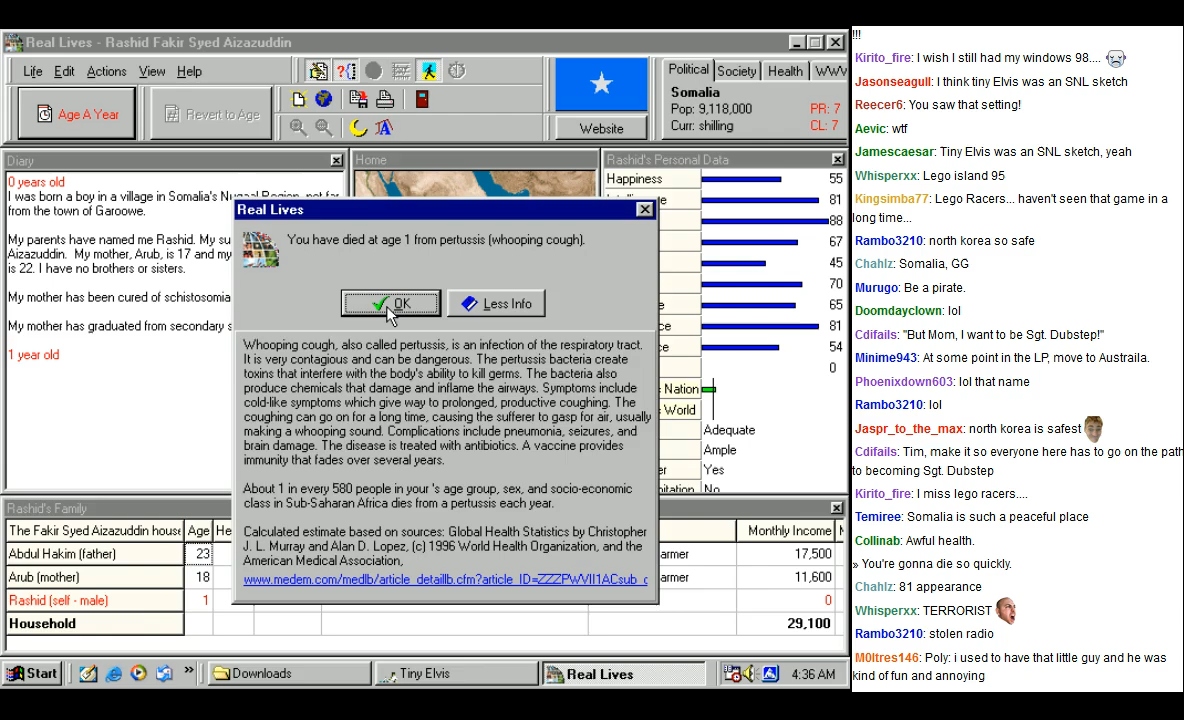 Real Lives - Rashid Fakir Syed Aizazuddin
Life Edit Actions View Help
Age A Year
Revert to Age
Website
Political Society Health WWW
Somalia
Pop: 9,118,000 PR: 7
Curr: shilling CL: 7
Diary
0 years old
I was born a boy in a village in Somalia's Nugaal Region, not far
from the town of Garoowe.
My parents have named me Rashid. My su
Aizazuddin. My mother, Arub, is 17 and my
is 22. I have no brothers or sisters.
My mother has been cured of schistosomia
My mother has graduated from secondary s
1 year old
Home
Rashid's Personal Data
Happiness 55
81
88
67
45
70
65
81
54
0
Nation
World
Adequate
Ample
Yes
No
Real Lives
You have died at age 1 from pertussis (whooping cough).
OK
Less Info
Whooping cough, also called pertussis, is an infection of the respiratory tract.
It is very contagious and can be dangerous. The pertussis bacteria create
toxins that interfere with the body's ability to kill germs. The bacteria also
produce chemicals that damage and inflame the airways. Symptoms include
cold-like symptoms which give way to prolonged, productive coughing. The
coughing can go on for a long time, causing the sufferer to gasp for air, usually
making a whooping sound. Complications include pneumonia, seizures, and
brain damage. The disease is treated with antibiotics. A vaccine provides
immunity that fades over several years.
About 1 in every 580 people in your 's age group, sex, and socio-economic
class in Sub-Saharan Africa dies from a pertussis each year.
Calculated estimate based on sources: Global Health Statistics by Christopher
J. L. Murray and Alan D. Lopez, (c) 1996 World Health Organization, and the
American Medical Association,
www.medem.com/medlb/article_detaillb.cfm?article_ID=ZZZPWVII1ACsub_c
Rashid's Family
The Fakir Syed Aizazuddin house Age He Monthly Income
Abdul Hakim (father) 23 armer 17,500
Arub (mother) 18 armer 11,600
Rashid (self - male) 1 0
Household 29,100
Start
»
Downloads
Tiny Elvis
Real Lives
4:36 AM
!!!
Kirito_fire: I wish I still had my windows 98....
Jasonseagull: I think tiny Elvis was an SNL sketch
Reecer6: You saw that setting!
Aevic: wtf
Jamescaesar: Tiny Elvis was an SNL sketch, yeah
Whisperxx: Lego island 95
Kingsimba77: Lego Racers... haven't seen that game in a
long time...
Rambo3210: north korea so safe
Chahlz: Somalia, GG
Murugo: Be a pirate.
Doomdayclown: lol
Cdifails: "But Mom, I want to be Sgt. Dubstep!"
Minime943: At some point in the LP, move to Austraila.
Phoenixdown603: lol that name
Rambo3210: lol
Jaspr_to_the_max: north korea is safest
Cdifails: Tim, make it so everyone here has to go on the path
to becoming Sgt. Dubstep
Kirito_fire: I miss lego racers....
Temiree: Somalia is such a peaceful place
Collinab: Awful health.
» You're gonna die so quickly.
Chahlz: 81 appearance
Whisperxx: TERRORIST
Rambo3210: stolen radio
M0ltres146: Poly: i used to have that little guy and he was
kind of fun and annoying